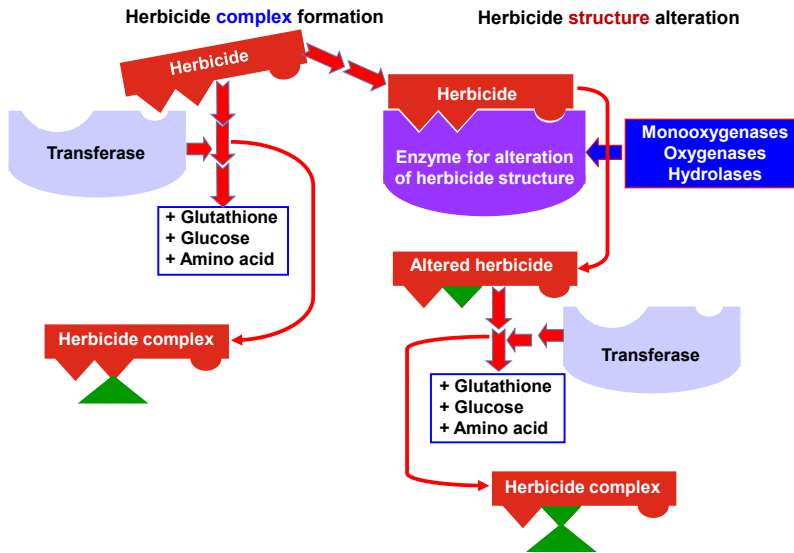 Herbicide complex formation
Herbicide structure alteration
Herbicide
Herbicide
Transferase
Enzyme for alteration
of herbicide structure
Monooxygenases
Oxygenases
Hydrolases
+ Glutathione
+ Glucose
+ Amino acid
Altered herbicide
Herbicide complex
Transferase
+ Glutathione
+ Glucose
+ Amino acid
Herbicide complex